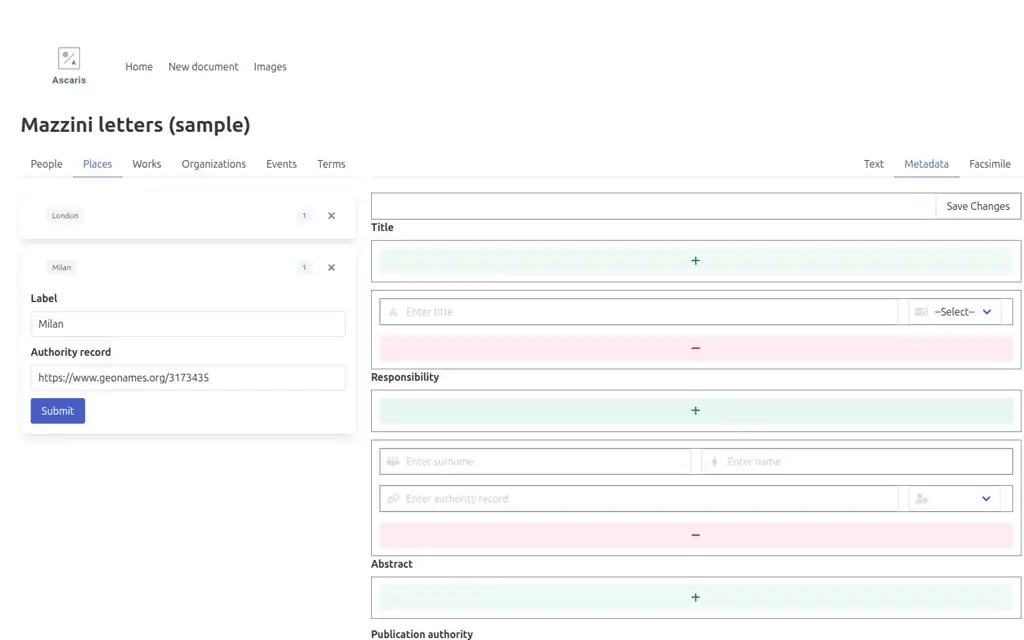 Ascaris
Home New document Images
Mazzini letters (sample)
People Places Works Organizations Events Terms
Text Metadata Facsimile
London 1 ×
Milan 1 ×
Label
Milan
Authority record
https://www.geonames.org/3173435
Submit
Save Changes
Title
+
Enter title --Select--
−
Responsibility
+
Enter surname Enter name
Enter authority record
−
Abstract
+
Publication authority